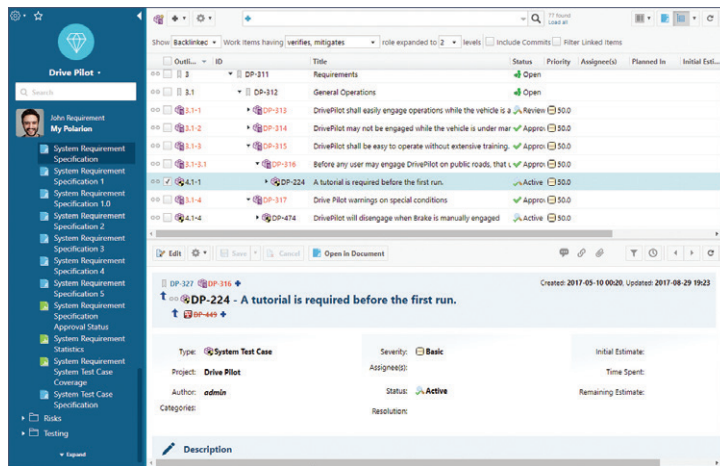 77 found
Load all
Show Backlinked Work Items having verifies, mitigates role expanded to 2 levels Include Commits Filter Linked Items
Drive Pilot
Search
John Requirement
My Polarion
System Requirement
Specification
System Requirement
Specification 1
System Requirement
Specification 1.0
System Requirement
Specification 2
System Requirement
Specification 3
System Requirement
Specification 4
System Requirement
Specification 5
System Requirement
Specification
Approval Status
System Requirement
Statistics
System Requirement
System Test Case
Coverage
System Test Case
Specification
Risks
Testing
Expand
Outli... ID Title Status Priority Assignee(s) Planned In Initial Esti...
3 DP-311 Requirements Open
3.1 DP-312 General Operations Open
3.1-1 DP-313 DrivePilot shall easily engage operations while the vehicle is a Review 50.0
3.1-2 DP-314 DrivePilot may not be engaged while the vehicle is under mar Appro 50.0
3.1-3 DP-315 DrivePilot shall be easy to operate without extensive training. Appro 50.0
3.1-3.1 DP-316 Before any user may engage DrivePilot on public roads, that u Appro 50.0
4.1-1 DP-224 A tutorial is required before the first run. Active 50.0
3.1-4 DP-317 Drive Pilot warnings on special conditions Appro 50.0
4.1-4 DP-474 DrivePilot will disengage when Brake is manually engaged Active 50.0
Edit Save Cancel Open in Document
DP-327 DP-316 Created: 2017-05-10 00:20, Updated: 2017-08-29 19:23
DP-224 - A tutorial is required before the first run.
DP-449
Type: System Test Case Severity: Basic Initial Estimate:
Project: Drive Pilot Assignee(s): Time Spent:
Author: admin Status: Active Remaining Estimate:
Categories: Resolution:
Description